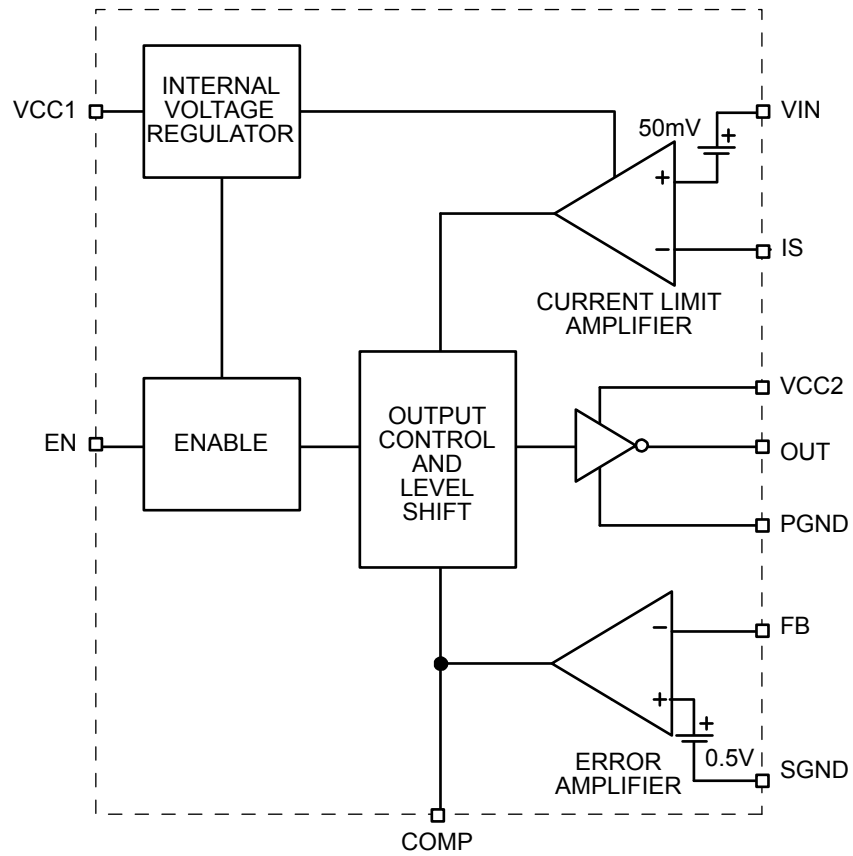 INTERNAL
VOLTAGE
REGULATOR
VCC1
50mV
+
VIN
+
−
IS
CURRENT LIMIT
AMPLIFIER
VCC2
EN
ENABLE
OUTPUT
CONTROL
AND
LEVEL
SHIFT
OUT
PGND
−
FB
+
+
0.5V
ERROR
AMPLIFIER
SGND
COMP